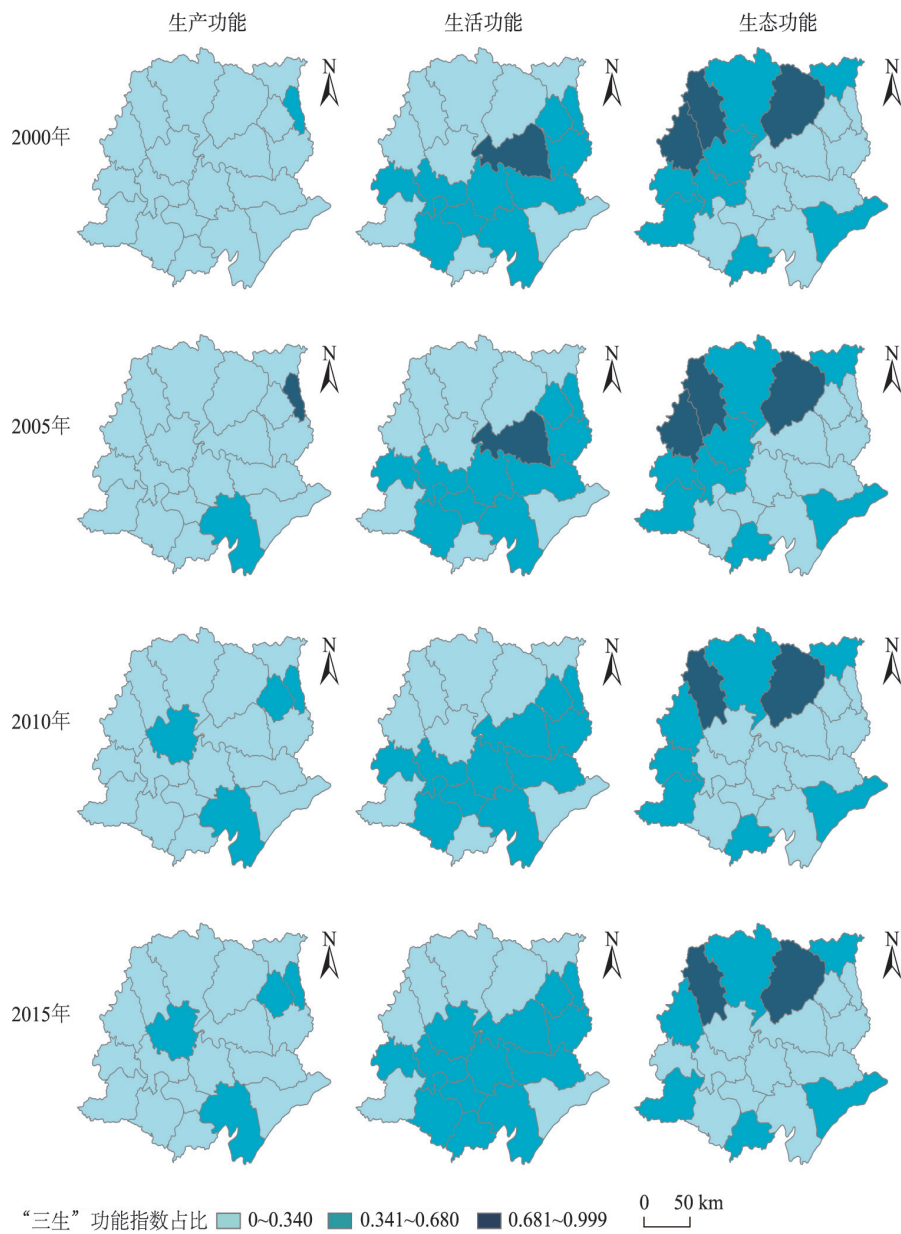 生产功能 生活功能 生态功能
N N N
2000年
N N N
2005年
N N N
2010年
N N N
2015年
“三生”功能指数占比 0~0.340 0.341~0.680 0.681~0.999 0 50 km